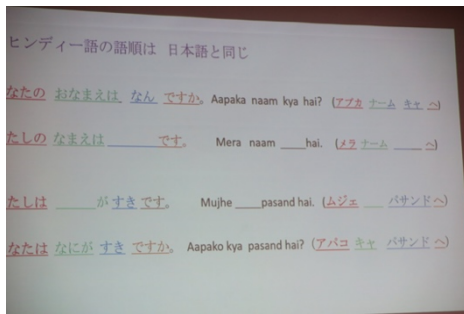 ヒンディー語の語順は 日本語と同じ
なたの おなまえは なん ですか。 Aapaka naam kya hai? (アプカ ナーム キャ ヘ)
たしの なまえは ______ です。 Mera naam ____hai. (メラ ナーム ____ ヘ)
たしは ______が すき です。 Mujhe ____pasand hai. (ムジェ ___ パサンド ヘ)
なたは なにが すき ですか。 Aapako kya pasand hai? (アパコ キャ パサンド ヘ)